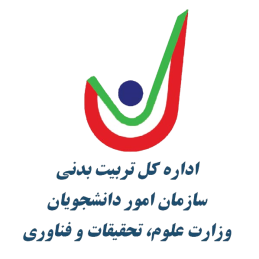 اداره کل تربیت بدنی
سازمان امور دانشجویان
وزارت علوم، تحقیقات و فناوری